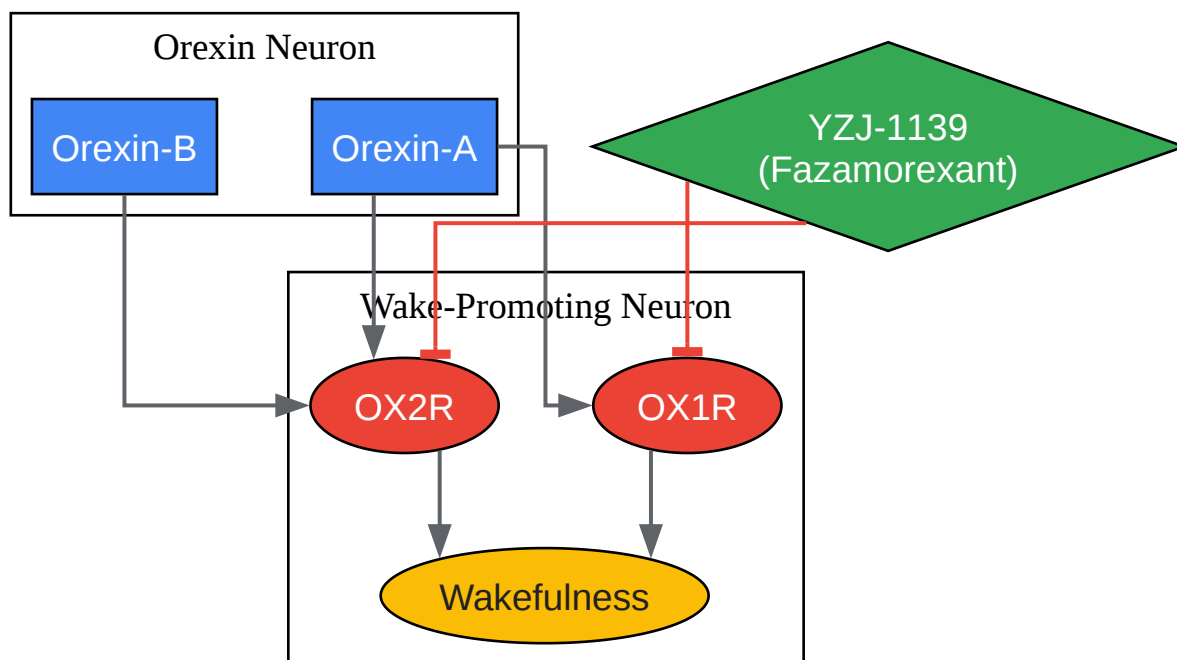 Orexin Neuron
Orexin-B
Orexin-A
YZJ-1139
(Fazamorexant)
Wake-Promoting Neuron
OX2R
OX1R
Wakefulness